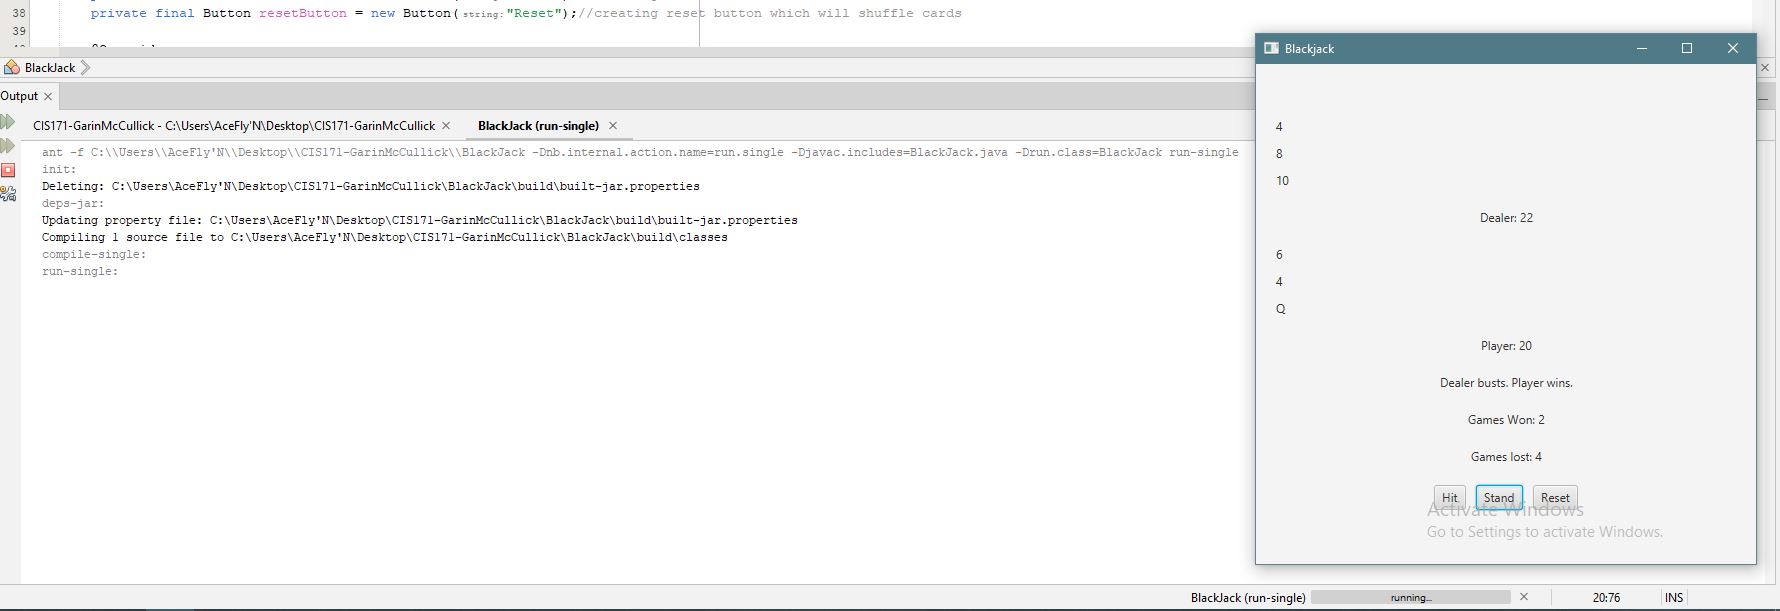 38 private final Button resetButton = new Button(string:"Reset");//creating reset button which will shuffle cards
39
BlackJack
Output
CIS171-GarinMcCullick - C:\Users\AceFly'N\Desktop\CIS171-GarinMcCullick
BlackJack (run-single)
ant -f C:\\Users\\AceFly'N\\Desktop\\CIS171-GarinMcCullick\\BlackJack -Dnb.internal.action.name=run.single -Djavac.includes=BlackJack.java -Drun.class=BlackJack run-single
init:
Deleting: C:\Users\AceFly'N\Desktop\CIS171-GarinMcCullick\BlackJack\build\built-jar.properties
deps-jar:
Updating property file: C:\Users\AceFly'N\Desktop\CIS171-GarinMcCullick\BlackJack\build\built-jar.properties
Compiling 1 source file to C:\Users\AceFly'N\Desktop\CIS171-GarinMcCullick\BlackJack\build\classes
compile-single:
run-single:
Blackjack
4
8
10
Dealer: 22
6
4
Q
Player: 20
Dealer busts. Player wins.
Games Won: 2
Games lost: 4
Hit Stand Reset
Activate Windows
Go to Settings to activate Windows.
BlackJack (run-single) running... 20:76 INS